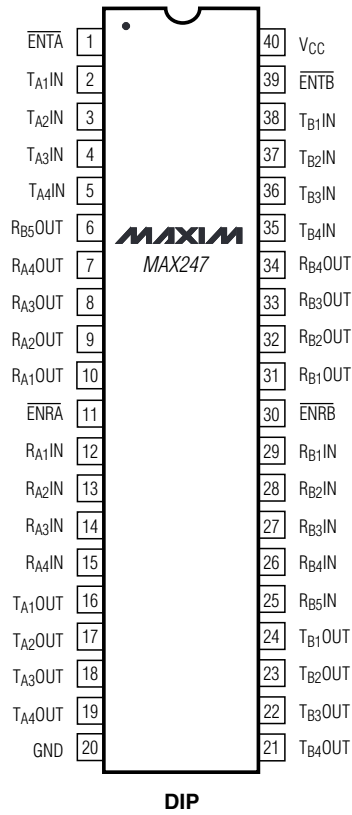 ENTA 1 40 VCC
TA1IN 2 39 ENTB
TA2IN 3 38 TB1IN
TA3IN 4 37 TB2IN
TA4IN 5 36 TB3IN
RB5OUT 6 35 TB4IN
MAXIM
RA4OUT 7 MAX247 34 RB4OUT
RA3OUT 8 33 RB3OUT
RA2OUT 9 32 RB2OUT
RA1OUT 10 31 RB1OUT
ENRA 11 30 ENRB
RA1IN 12 29 RB1IN
RA2IN 13 28 RB2IN
RA3IN 14 27 RB3IN
RA4IN 15 26 RB4IN
TA1OUT 16 25 RB5IN
TA2OUT 17 24 TB1OUT
TA3OUT 18 23 TB2OUT
TA4OUT 19 22 TB3OUT
GND 20 21 TB4OUT
DIP